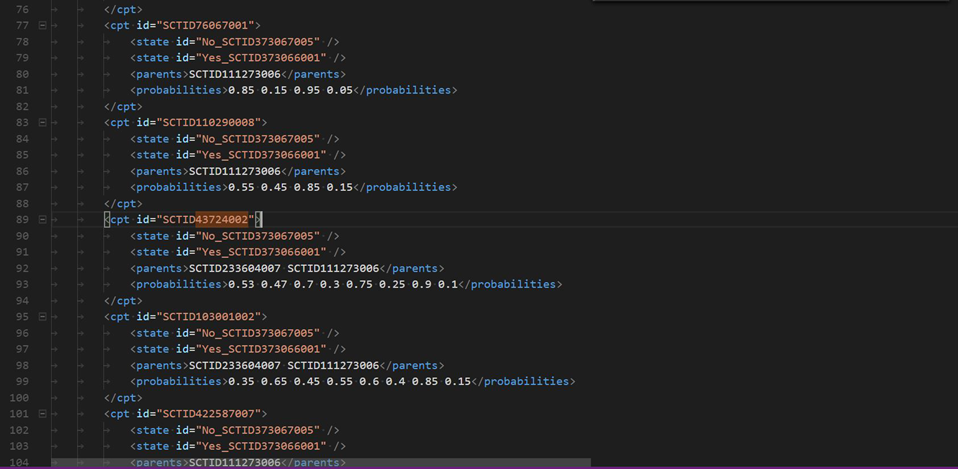 76 </cpt>
77 <cpt id="SCTID76067001">
78 <state id="No_SCTID373067005" />
79 <state id="Yes_SCTID373066001" />
80 <parents>SCTID111273006</parents>
81 <probabilities>0.85 0.15 0.95 0.05</probabilities>
82 </cpt>
83 <cpt id="SCTID110290008">
84 <state id="No_SCTID373067005" />
85 <state id="Yes_SCTID373066001" />
86 <parents>SCTID111273006</parents>
87 <probabilities>0.55 0.45 0.85 0.15</probabilities>
88 </cpt>
89 <cpt id="SCTID43724002">
90 <state id="No_SCTID373067005" />
91 <state id="Yes_SCTID373066001" />
92 <parents>SCTID233604007 SCTID111273006</parents>
93 <probabilities>0.53 0.47 0.7 0.3 0.75 0.25 0.9 0.1</probabilities>
94 </cpt>
95 <cpt id="SCTID103001002">
96 <state id="No_SCTID373067005" />
97 <state id="Yes_SCTID373066001" />
98 <parents>SCTID233604007 SCTID111273006</parents>
99 <probabilities>0.35 0.65 0.45 0.55 0.6 0.4 0.85 0.15</probabilities>
100 </cpt>
101 <cpt id="SCTID422587007">
102 <state id="No_SCTID373067005" />
103 <state id="Yes_SCTID373066001" />
104 <parents>SCTID111273006</parents>